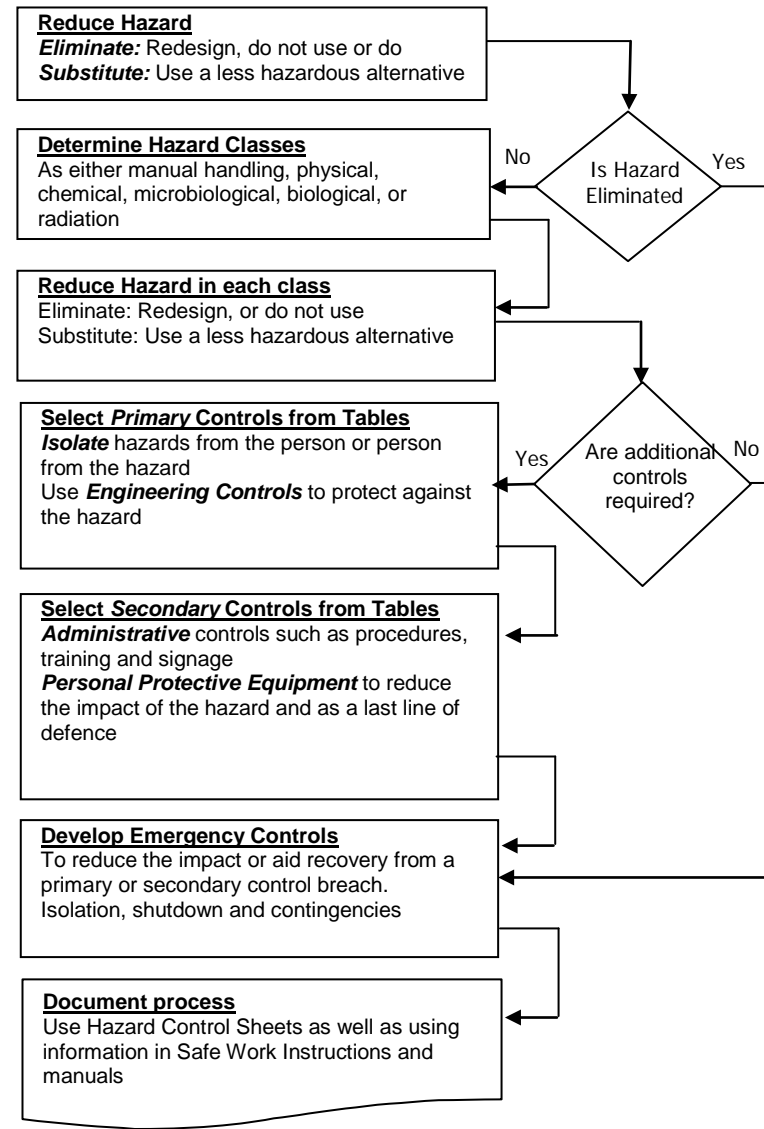 Reduce Hazard
Eliminate: Redesign, do not use or do
Substitute: Use a less hazardous alternative
Is Hazard
Eliminated
No
Yes
Determine Hazard Classes
As either manual handling, physical,
chemical, microbiological, biological, or
radiation
Reduce Hazard in each class
Eliminate: Redesign, or do not use
Substitute: Use a less hazardous alternative
Are additional
controls
required?
Yes
No
Select Primary Controls from Tables
Isolate hazards from the person or person
from the hazard
Use Engineering Controls to protect against
the hazard
Select Secondary Controls from Tables
Administrative controls such as procedures,
training and signage
Personal Protective Equipment to reduce
the impact of the hazard and as a last line of
defence
Develop Emergency Controls
To reduce the impact or aid recovery from a
primary or secondary control breach.
Isolation, shutdown and contingencies
Document process
Use Hazard Control Sheets as well as using
information in Safe Work Instructions and
manuals